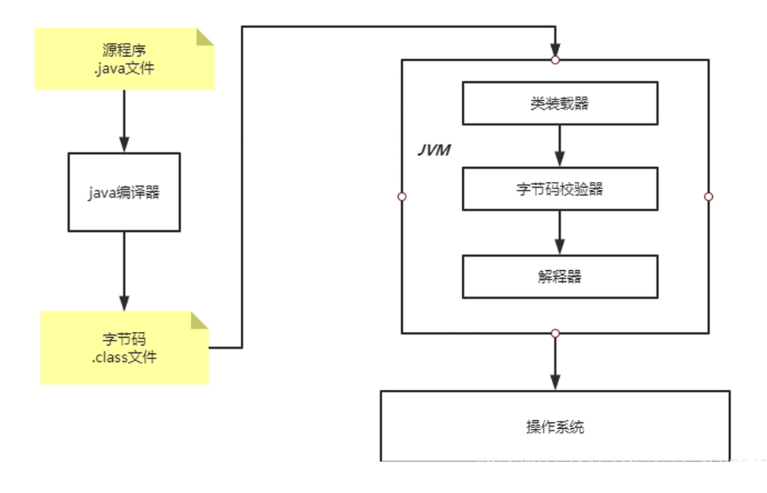 源程序
.java文件
java编译器
字节码
.class文件
JVM
类装载器
字节码校验器
解释器
操作系统